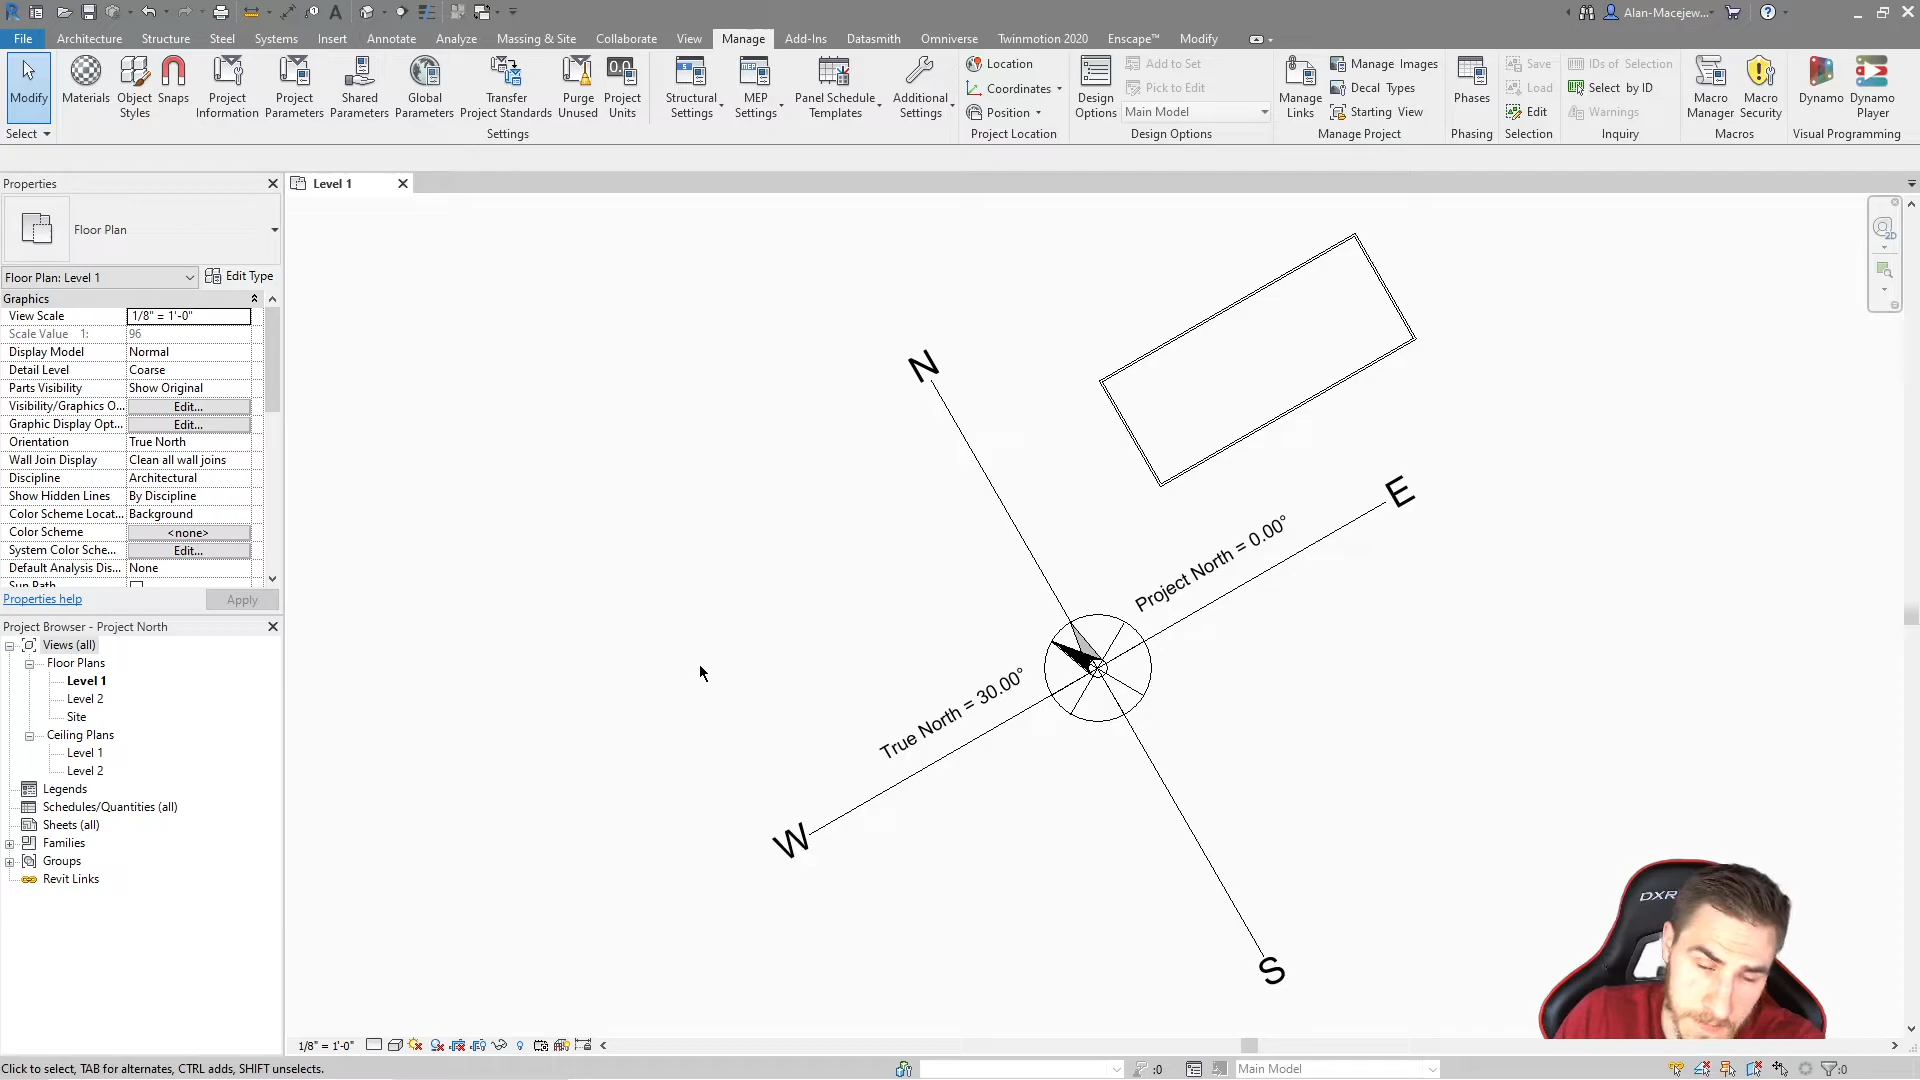 Alan-Macejew...
File Architecture Structure Steel Systems Insert Annotate Analyze Massing & Site Collaborate View Manage Add-Ins Datasmith Omniverse Twinmotion 2020 Enscape™ Modify
Modify
Materials
Object Styles
Snaps
Project Information
Project Parameters
Shared Parameters
Global Parameters
Transfer Project Standards
Purge Unused
Project Units
Structural Settings
MEP Settings
Panel Schedule Templates
Additional Settings
Location
Coordinates
Position
Design Options
Add to Set
Pick to Edit
Main Model
Manage Links
Manage Images
Decal Types
Starting View
Phases
Save
Load
Edit
IDs of Selection
Select by ID
Warnings
Macro Manager
Macro Security
Dynamo
Dynamo Player
Select Settings Project Location Design Options Manage Project Phasing Selection Inquiry Macros Visual Programming
Properties
Level 1
Floor Plan
Floor Plan: Level 1 Edit Type
Graphics
View Scale 1/8" = 1'-0"
Scale Value 1: 96
Display Model Normal
Detail Level Coarse
Parts Visibility Show Original
Visibility/Graphics O... Edit...
Graphic Display Opt... Edit...
Orientation True North
Wall Join Display Clean all wall joins
Discipline Architectural
Show Hidden Lines By Discipline
Color Scheme Locat... Background
Color Scheme <none>
System Color Sche... Edit...
Default Analysis Dis... None
Sun Path
Properties help Apply
Project Browser - Project North
Views (all)
Floor Plans
Level 1
Level 2
Site
Ceiling Plans
Level 1
Level 2
Legends
Schedules/Quantities (all)
Sheets (all)
Families
Groups
Revit Links
N
E
Project North = 0.00°
True North = 30.00°
W
S
2D
DXR
1/8" = 1'-0"
Click to select, TAB for alternates, CTRL adds, SHIFT unselects.
:0
Main Model
:0